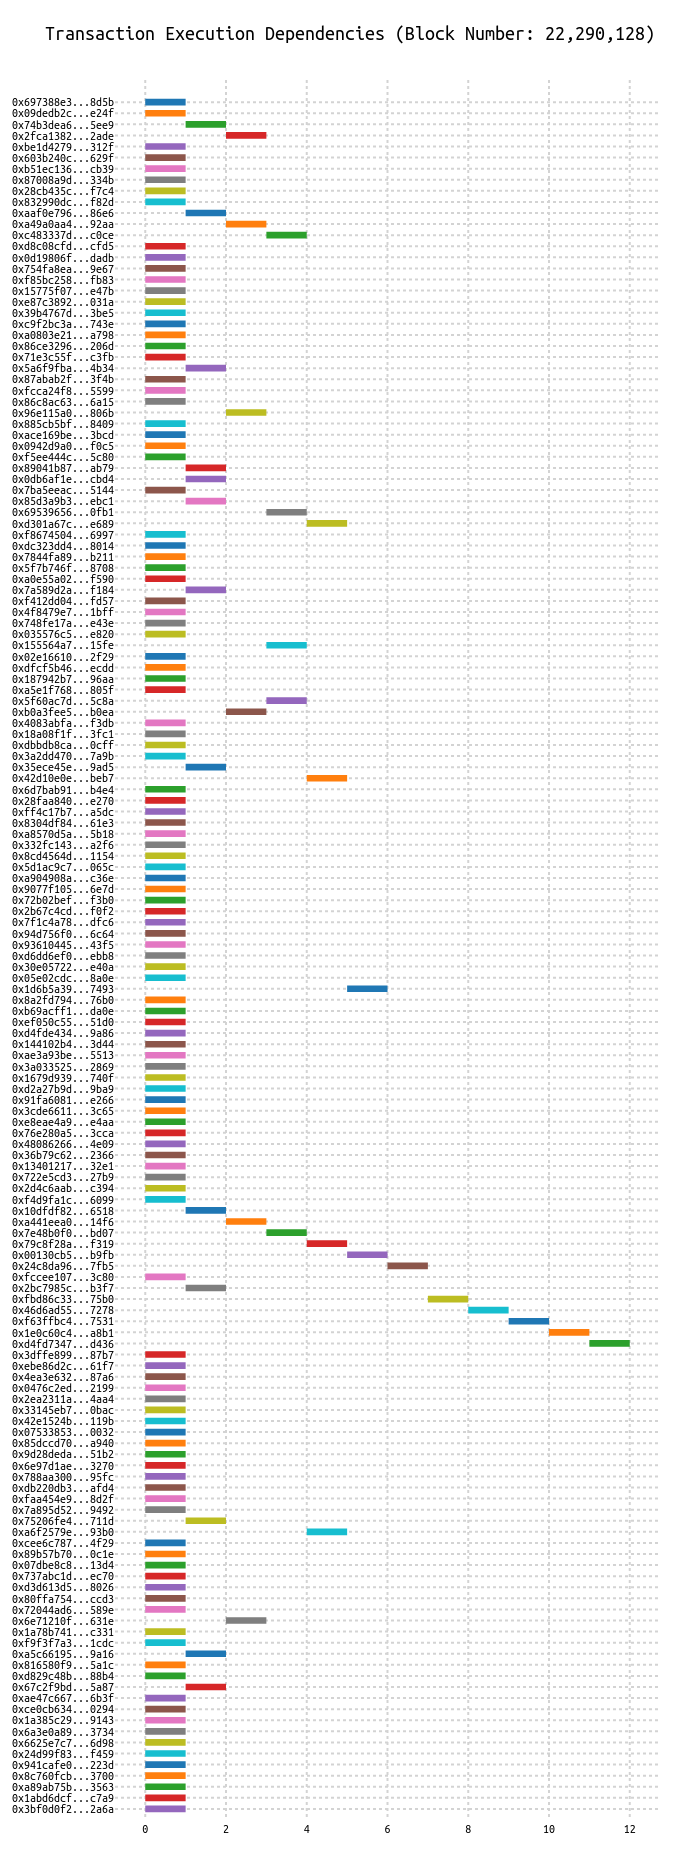 Transaction Execution Dependencies (Block Number: 22,290,128)
0x697388e3...8d5b
0x09dedb2c...e24f
0x74b3dea6...5ee9
0x2fca1382...2ade
0xbe1d4279...312f
0x603b240c...629f
0xb51ec136...cb39
0x87008a9d...334b
0x28cb435c...f7c4
0x832990dc...f82d
0xaaf0e796...86e6
0xa49a0aa4...92aa
0xc483337d...c0ce
0xd8c08cfd...cfd5
0x0d19806f...dadb
0x754fa8ea...9e67
0xf85bc258...fb83
0x15775f07...e47b
0xe87c3892...031a
0x39b4767d...3be5
0xc9f2bc3a...743e
0xa0803e21...a798
0x86ce3296...206d
0x71e3c55f...c3fb
0x5a6f9fba...4b34
0x87abab2f...3f4b
0xfcca24f8...5599
0x86c8ac63...6a15
0x96e115a0...806b
0x885cb5bf...8409
0xace169be...3bcd
0x0942d9a0...f0c5
0xf5ee444c...5c80
0x89041b87...ab79
0x0db6af1e...cbd4
0x7ba5eeac...5144
0x85d3a9b3...ebc1
0x69539656...0fb1
0xd301a67c...e689
0xf8674504...6997
0xdc323dd4...8014
0x7844fa89...b211
0x5f7b746f...8708
0xa0e55a02...f590
0x7a589d2a...f184
0xf412dd04...fd57
0x4f8479e7...1bff
0x748fe17a...e43e
0x035576c5...e820
0x155564a7...15fe
0x02e16610...2f29
0xdfcf5b46...ecdd
0x187942b7...96aa
0xa5e1f768...805f
0x5f60ac7d...5c8a
0xb0a3fee5...b0ea
0x4083abfa...f3db
0x18a08f1f...3fc1
0xdbbdb8ca...0cff
0x3a2dd470...7a9b
0x35ece45e...9ad5
0x42d10e0e...beb7
0x6d7bab91...b4e4
0x28faa840...e270
0xff4c17b7...a5dc
0x8304df84...61e3
0xa8570d5a...5b18
0x332fc143...a2f6
0x8cd4564d...1154
0x5d1ac9c7...065c
0xa904908a...c36e
0x9077f105...6e7d
0x72b02bef...f3b0
0x2b67c4cd...f0f2
0x7f1c4a78...dfc6
0x94d756f0...6c64
0x93610445...43f5
0xd6dd6ef0...ebb8
0x30e05722...e40a
0x05e02cdc...8a0e
0x1d6b5a39...7493
0x8a2fd794...76b0
0xb69acff1...da0e
0xef050c55...51d0
0xd4fde434...9a86
0x144102b4...3d44
0xae3a93be...5513
0x3a033525...2869
0x1679d939...740f
0xd2a27b9d...9ba9
0x91fa6081...e266
0x3cde6611...3c65
0xe8eae4a9...e4aa
0x76e280a5...3cca
0x48086266...4e09
0x36b79c62...2366
0x13401217...32e1
0x722e5cd3...27b9
0x2d4c6aab...c394
0xf4d9fa1c...6099
0x10dfdf82...6518
0xa441eea0...14f6
0x7e48b0f0...bd07
0x79c8f28a...f319
0x00130cb5...b9fb
0x24c8da96...7fb5
0xfccee107...3c80
0x2bc7985c...b3f7
0xfbd86c33...75b0
0x46d6ad55...7278
0xf63ffbc4...7531
0x1e0c60c4...a8b1
0xd4fd7347...d436
0x3dffe899...87b7
0xebe86d2c...61f7
0x4ea3e632...87a6
0x0476c2ed...2199
0x2ea2311a...4aa4
0x33145eb7...0bac
0x42e1524b...119b
0x07533853...0032
0x85dccd70...a940
0x9d28deda...51b2
0x6e97d1ae...3270
0x788aa300...95fc
0xdb220db3...afd4
0xfaa454e9...8d2f
0x7a895d52...9492
0x75206fe4...711d
0xa6f2579e...93b0
0xcee6c787...4f29
0x89b57b70...0c1e
0x07dbe8c8...13d4
0x737abc1d...ec70
0xd3d613d5...8026
0x80ffa754...ccd3
0x72044ad6...589e
0x6e71210f...631e
0x1a78b741...c331
0xf9f3f7a3...1cdc
0xa5c66195...9a16
0x816580f9...5a1c
0xd829c48b...88b4
0x67c2f9bd...5a87
0xae47c667...6b3f
0xce0cb634...0294
0x1a385c29...9143
0x6a3e0a89...3734
0x6625e7c7...6d98
0x24d99f83...f459
0x941cafe0...223d
0x8c760fcb...3700
0xa89ab75b...3563
0x1abd6dcf...c7a9
0x3bf0d0f2...2a6a
0 2 4 6 8 10 12